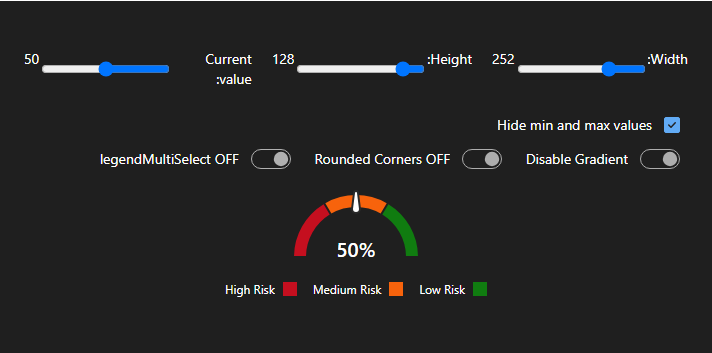 Width:
252
Height:
128
Current
value:
50
Hide min and max values
Disable Gradient
Rounded Corners OFF
legendMultiSelect OFF
50%
High Risk
Medium Risk
Low Risk